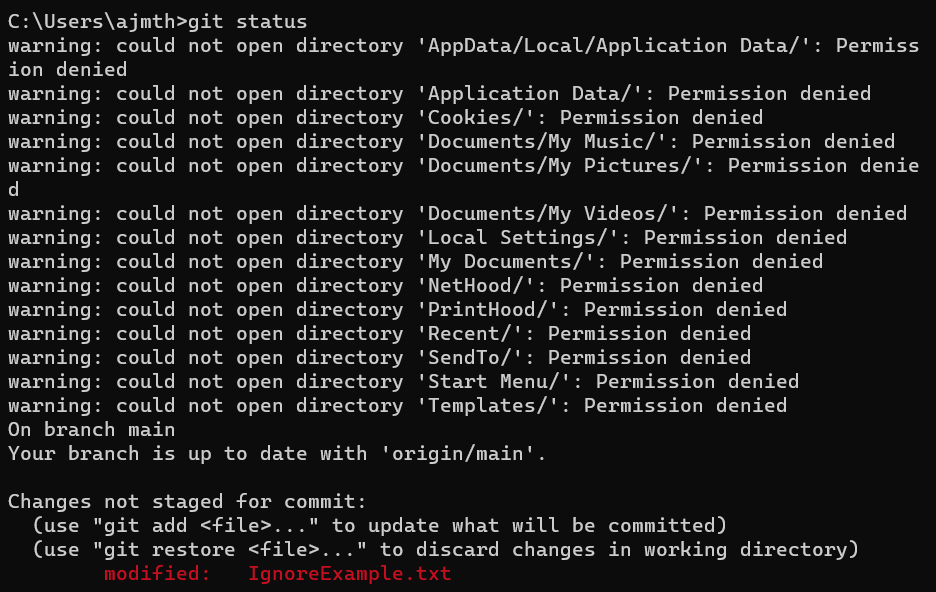 C:\Users\ajmth>git status
warning: could not open directory 'AppData/Local/Application Data/': Permiss
ion denied
warning: could not open directory 'Application Data/': Permission denied
warning: could not open directory 'Cookies/': Permission denied
warning: could not open directory 'Documents/My Music/': Permission denied
warning: could not open directory 'Documents/My Pictures/': Permission denie
d
warning: could not open directory 'Documents/My Videos/': Permission denied
warning: could not open directory 'Local Settings/': Permission denied
warning: could not open directory 'My Documents/': Permission denied
warning: could not open directory 'NetHood/': Permission denied
warning: could not open directory 'PrintHood/': Permission denied
warning: could not open directory 'Recent/': Permission denied
warning: could not open directory 'SendTo/': Permission denied
warning: could not open directory 'Start Menu/': Permission denied
warning: could not open directory 'Templates/': Permission denied
On branch main
Your branch is up to date with 'origin/main'.

Changes not staged for commit:
  (use "git add <file>..." to update what will be committed)
  (use "git restore <file>..." to discard changes in working directory)
        modified:   IgnoreExample.txt